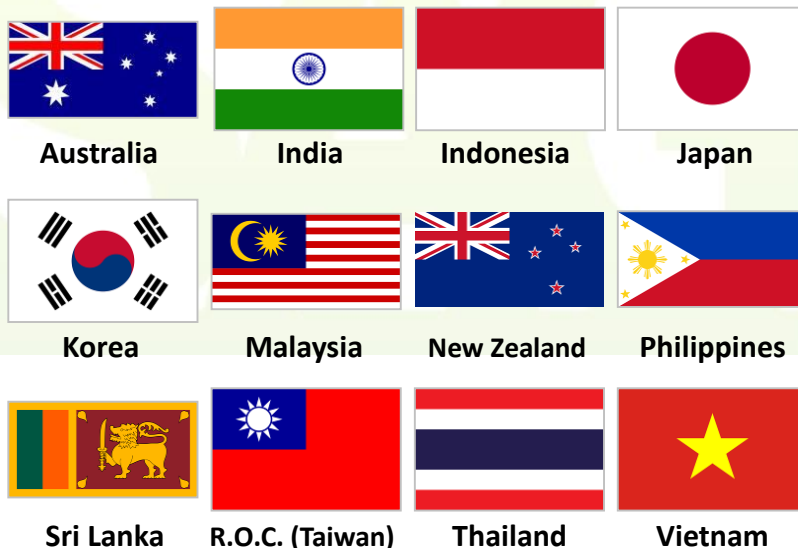 Australia India Indonesia Japan
Korea Malaysia New Zealand Philippines
Sri Lanka R.O.C. (Taiwan) Thailand Vietnam